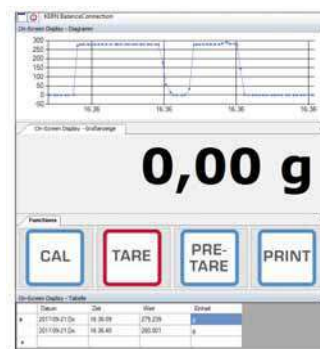 KERN BalanceConnection
On-Screen Display - Diagramm
300
250
200
150
100
50
0
-50
16.36 16.36 16.36 16.36
On-Screen Display - Großanzeige
0,00 g
Functions
CAL TARE PRE-TARE PRINT
On-Screen Display - Tabelle
Datum Zeit Wert Einheit
2017-09-21 Do. 16:36:09 279.239 g
2017-09-21 Do. 16:36:40 280.001 g